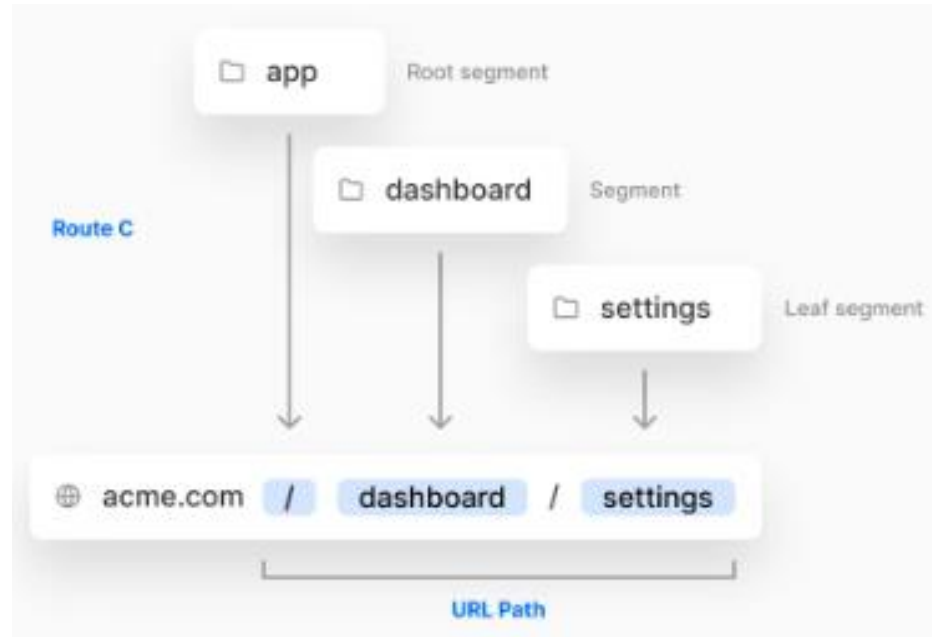 app Root segment
dashboard Segment
Route C
settings Leaf segment
acme.com / dashboard / settings
URL Path